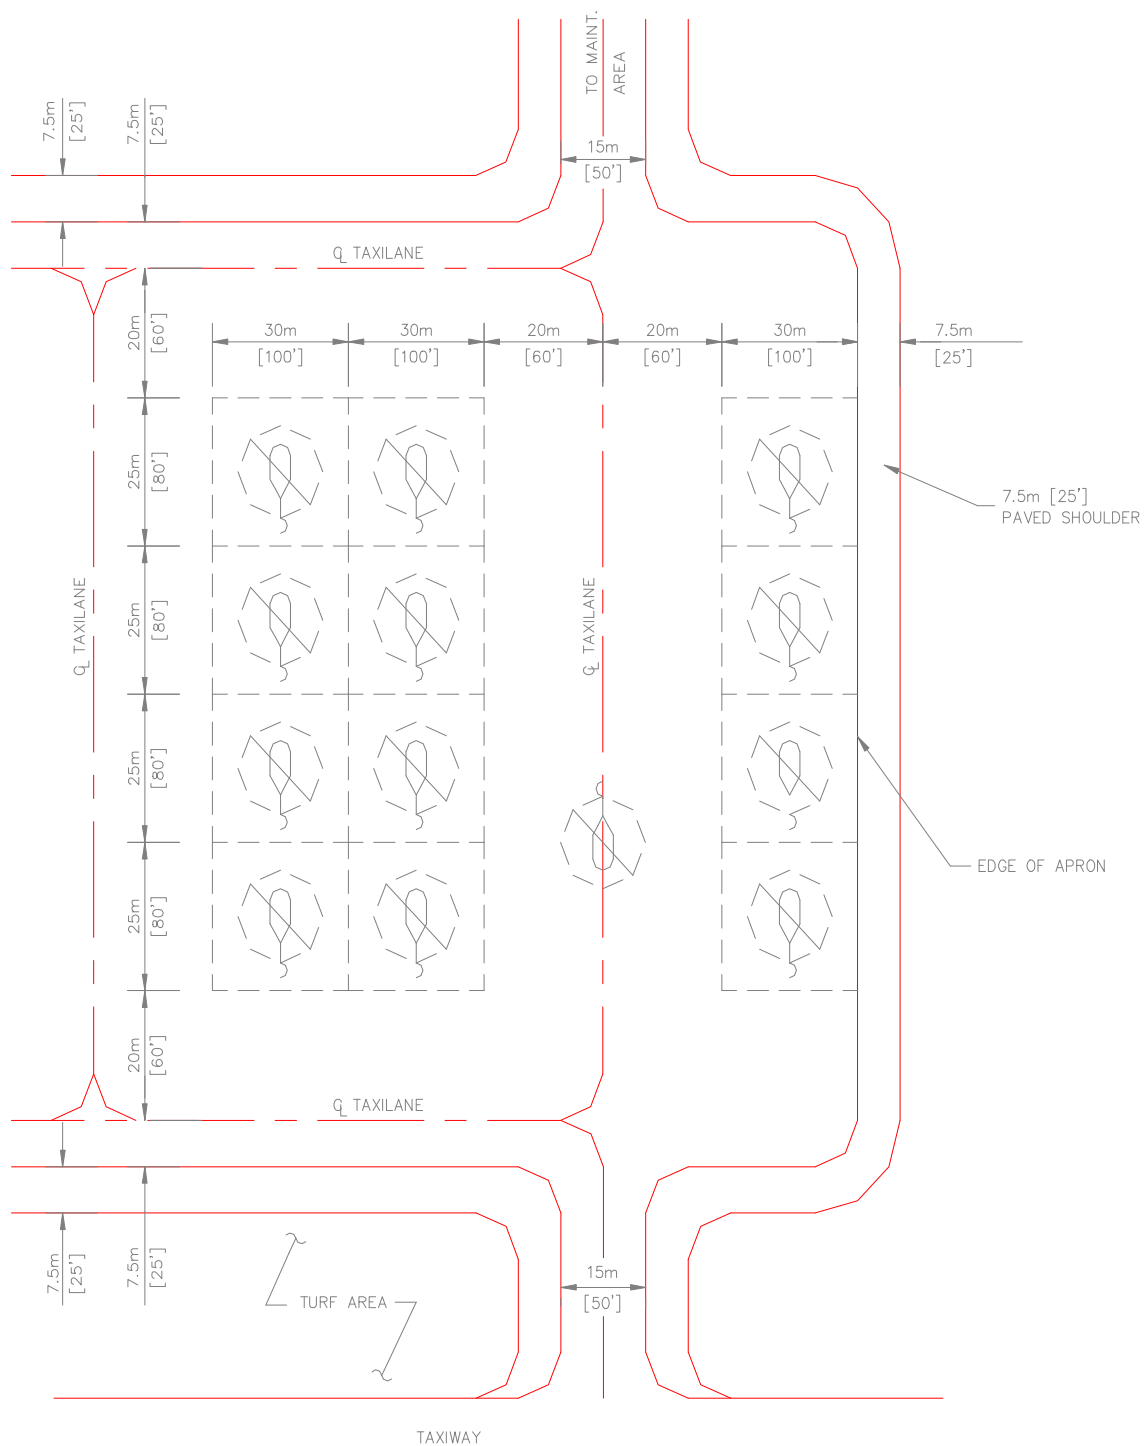 TO MAINT.
AREA
7.5m
[25']
7.5m
[25']
15m
[50']
℄ TAXILANE
20m
[60']
30m
[100']
30m
[100']
20m
[60']
20m
[60']
30m
[100']
7.5m
[25']
25m
[80']
7.5m [25']
PAVED SHOULDER
℄ TAXILANE
25m
[80']
℄ TAXILANE
25m
[80']
EDGE OF APRON
25m
[80']
20m
[60']
℄ TAXILANE
7.5m
[25']
7.5m
[25']
15m
[50']
TURF AREA
TAXIWAY